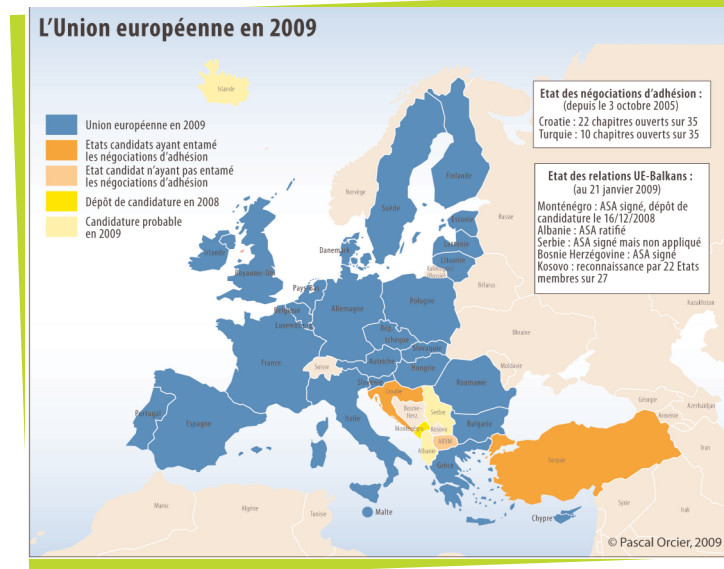 L'Union européenne en 2009
Union européenne en 2009
Etats candidats ayant entamé
les négociations d'adhésion
Etat candidat n'ayant pas entamé
les négociations d'adhésion
Dépôt de candidature en 2008
Candidature probable
en 2009
Etat des négociations d'adhésion :
(depuis le 3 octobre 2005)
Croatie : 22 chapitres ouverts sur 35
Turquie : 10 chapitres ouverts sur 35
Etat des relations UE-Balkans :
(au 21 janvier 2009)
Monténégro : ASA signé, dépôt de
candidature le 16/12/2008
Albanie : ASA ratifié
Serbie : ASA signé mais non appliqué
Bosnie Herzégovine : ASA signé
Kosovo : reconnaissance par 22 Etats
membres sur 27
Islande
Norvège
Suède
Finlande
Russie
Estonie
Lettonie
Lituanie
Danemark
Irlande
Royaume-Uni
Pays-Bas
Belgique
Luxembourg
Allemagne
Pologne
Bélarus
Ukraine
Kazakhstan
Rép.
tchèque
Slovaquie
France
Suisse
Autriche
Hongrie
Moldavie
Roumanie
Slovénie
Croatie
Bosne-
Herz
Serbie
Géorgie
Azerbaïdjan
Arménie
Portugal
Espagne
Italie
Monténégro
Kosovo
Bulgarie
ARYM
Albanie
Grèce
Turquie
Iran
Maroc
Algérie
Tunisie
Malte
Chypre
Syrie
Irak
© Pascal Orcier, 2009